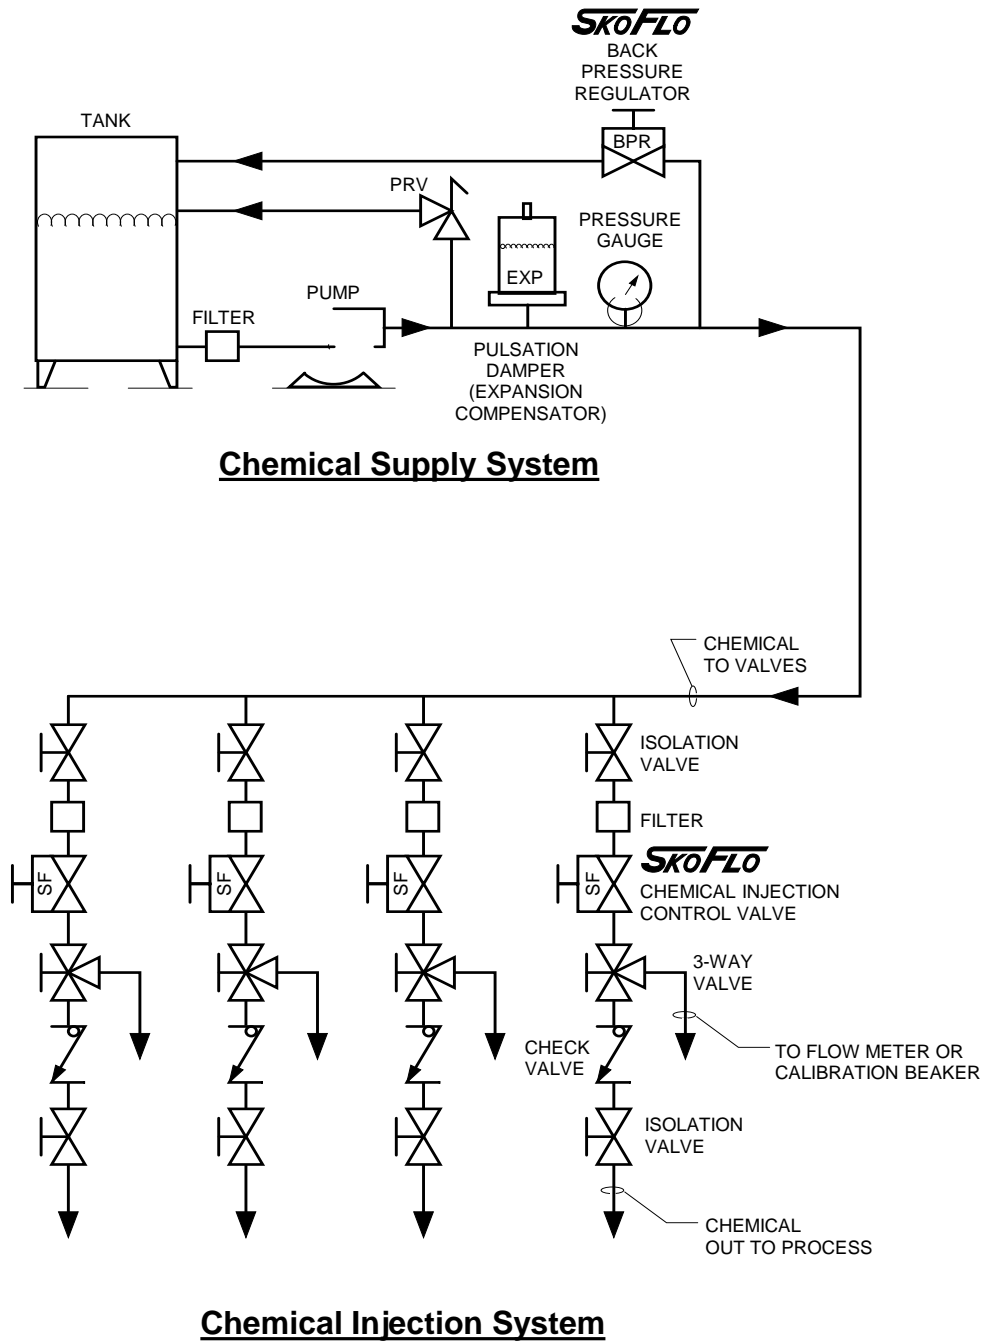 SKOFLO
BACK
PRESSURE
REGULATOR
TANK
BPR
PRV
PRESSURE
GAUGE
EXP
PUMP
FILTER
PULSATION
DAMPER
(EXPANSION
COMPENSATOR)
Chemical Supply System
CHEMICAL
TO VALVES
ISOLATION
VALVE
FILTER
SKOFLO
SF
SF
SF
SF
CHEMICAL INJECTION
CONTROL VALVE
3-WAY
VALVE
CHECK
VALVE
TO FLOW METER OR
CALIBRATION BEAKER
ISOLATION
VALVE
CHEMICAL
OUT TO PROCESS
Chemical Injection System